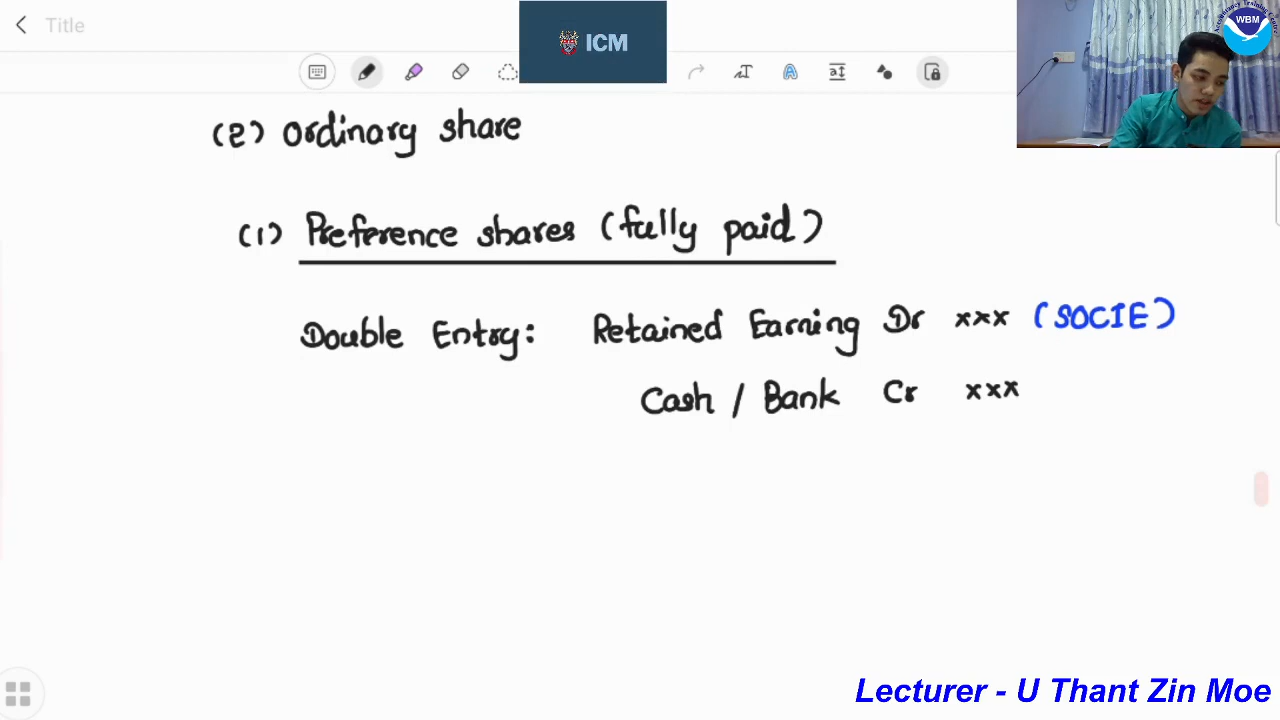 Title
ICM
WBM
(2) Ordinary share
(1) Preference shares (fully paid)
Double Entry: Retained Earning Dr xxx (SOCIE)
Cash / Bank Cr xxx
Lecturer - U Thant Zin Moe